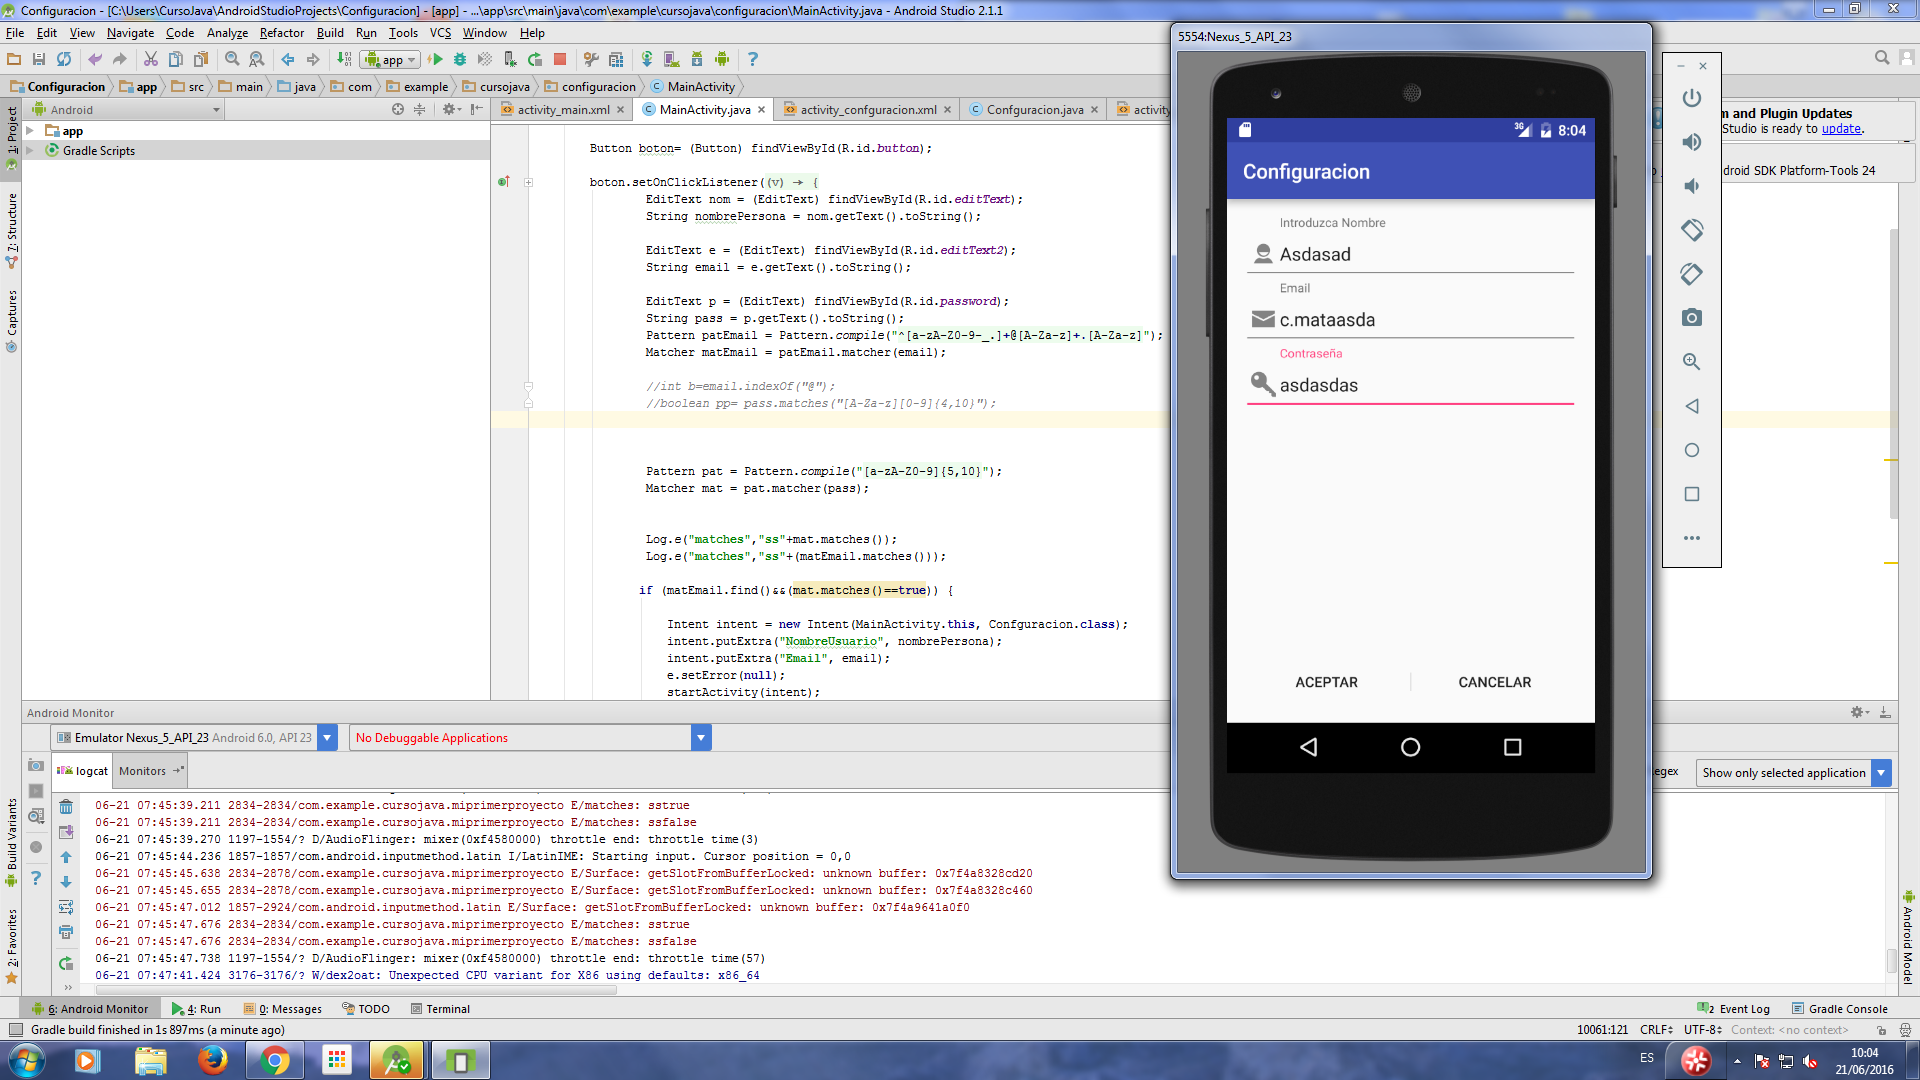 Configuracion - [C:\Users\CursoJava\AndroidStudioProjects\Configuracion] - [app] - ...\app\src\main\java\com\example\cursojava\configuracion\MainActivity.java - Android Studio 2.1.1
File Edit View Navigate Code Analyze Refactor Build Run Tools VCS Window Help
app
Configuracion app src main java com example cursojava configuracion MainActivity
Android
activity_main.xml MainActivity.java activity_configuracion.xml Confguracion.java activity
1: Project
7: Structure
Captures
Build Variants
2: Favorites
app
Gradle Scripts
Button boton= (Button) findViewById(R.id.button);
boton.setOnClickListener((v) → {
EditText nom = (EditText) findViewById(R.id.editText);
String nombrePersona = nom.getText().toString();
EditText e = (EditText) findViewById(R.id.editText2);
String email = e.getText().toString();
EditText p = (EditText) findViewById(R.id.password);
String pass = p.getText().toString();
Pattern patEmail = Pattern.compile("^[a-zA-Z0-9-_.]+@[A-Za-z]+.[A-Za-z]");
Matcher matEmail = patEmail.matcher(email);
//int b=email.indexOf("@");
//boolean pp= pass.matches("[A-Za-z][0-9]{4,10}");
Pattern pat = Pattern.compile("[a-zA-Z0-9]{5,10}");
Matcher mat = pat.matcher(pass);
Log.e("matches","ss"+mat.matches());
Log.e("matches","ss"+(matEmail.matches()));
if (matEmail.find()&&(mat.matches()==true)) {
Intent intent = new Intent(MainActivity.this, Confguracion.class);
intent.putExtra("NombreUsuario", nombrePersona);
intent.putExtra("Email", email);
e.setError(null);
startActivity(intent);
5554:Nexus_5_API_23
3G 8:04
Configuracion
Introduzca Nombre
Asdasad
Email
c.mataasda
Contraseña
asdasdas
ACEPTAR CANCELAR
m and Plugin Updates
Studio is ready to update.
droid SDK Platform-Tools 24
Android Monitor
Emulator Nexus_5_API_23 Android 6.0, API 23 No Debuggable Applications
logcat Monitors
egex Show only selected application
06-21 07:45:39.211 2834-2834/com.example.cursojava.miprimerproyecto E/matches: sstrue
06-21 07:45:39.211 2834-2834/com.example.cursojava.miprimerproyecto E/matches: ssfalse
06-21 07:45:39.270 1197-1554/? D/AudioFlinger: mixer(0xf4580000) throttle end: throttle time(3)
06-21 07:45:44.236 1857-1857/com.android.inputmethod.latin I/LatinIME: Starting input. Cursor position = 0,0
06-21 07:45:45.638 2834-2878/com.example.cursojava.miprimerproyecto E/Surface: getSlotFromBufferLocked: unknown buffer: 0x7f4a8328cd20
06-21 07:45:45.655 2834-2878/com.example.cursojava.miprimerproyecto E/Surface: getSlotFromBufferLocked: unknown buffer: 0x7f4a8328c460
06-21 07:45:47.012 1857-2924/com.android.inputmethod.latin E/Surface: getSlotFromBufferLocked: unknown buffer: 0x7f4a9641a0f0
06-21 07:45:47.676 2834-2834/com.example.cursojava.miprimerproyecto E/matches: sstrue
06-21 07:45:47.676 2834-2834/com.example.cursojava.miprimerproyecto E/matches: ssfalse
06-21 07:45:47.738 1197-1554/? D/AudioFlinger: mixer(0xf4580000) throttle end: throttle time(57)
06-21 07:47:41.424 3176-3176/? W/dex2oat: Unexpected CPU variant for X86 using defaults: x86_64
Android Model
6: Android Monitor 4: Run 0: Messages TODO Terminal 2 Event Log Gradle Console
Gradle build finished in 1s 897ms (a minute ago) 10061:121 CRLF UTF-8 Context: <no context>
ES 10:04
21/06/2016